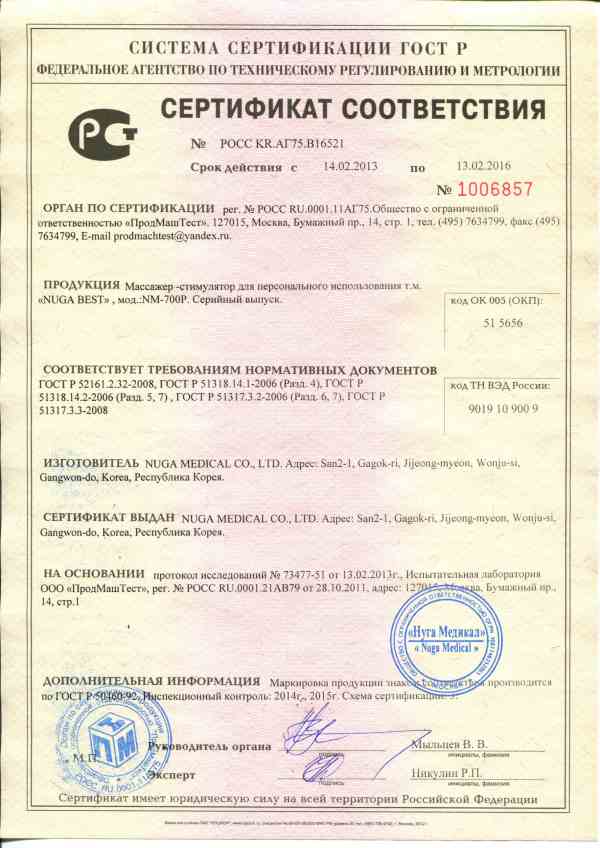 СИСТЕМА СЕРТИФИКАЦИИ ГОСТ Р
ФЕДЕРАЛЬНОЕ АГЕНТСТВО ПО ТЕХНИЧЕСКОМУ РЕГУЛИРОВАНИЮ И МЕТРОЛОГИИ
СЕРТИФИКАТ СООТВЕТСТВИЯ
№ РОСС KR.АГ75.В16521
Срок действия с 14.02.2013 по 13.02.2016
№ 1006857
ОРГАН ПО СЕРТИФИКАЦИИ рег. № РОСС RU.0001.11АГ75.Общество с ограниченной
ответственностью «ПродМашТест». 127015, Москва, Бумажный пр., 14, стр. 1, тел. (495) 7634799, факс (495)
7634799, E-mail prodmachtest@yandex.ru.
ПРОДУКЦИЯ Массажер -стимулятор для персонального использования т.м.
«NUGA BEST» , мод.:NM-700P. Серийный выпуск.
код ОК 005 (ОКП):
51 5656
СООТВЕТСТВУЕТ ТРЕБОВАНИЯМ НОРМАТИВНЫХ ДОКУМЕНТОВ
ГОСТ Р 52161.2.32-2008, ГОСТ Р 51318.14.1-2006 (Разд. 4), ГОСТ Р
51318.14.2-2006 (Разд. 5, 7) , ГОСТ Р 51317.3.2-2006 (Разд. 6, 7), ГОСТ Р
51317.3.3-2008
код ТН ВЭД России:
9019 10 900 9
ИЗГОТОВИТЕЛЬ NUGA MEDICAL CO., LTD. Адрес: San2-1, Gagok-ri, Jijeong-myeon, Wonju-si,
Gangwon-do, Korea, Республика Корея.
СЕРТИФИКАТ ВЫДАН NUGA MEDICAL CO., LTD. Адрес: San2-1, Gagok-ri, Jijeong-myeon, Wonju-si,
Gangwon-do, Korea, Республика Корея.
НА ОСНОВАНИИ протокол исследований № 73477-51 от 13.02.2013г., Испытательная лаборатория
ООО «ПродМашТест», рег. № РОСС RU.0001.21АВ79 от 28.10.2011, адрес: 127015, Москва, Бумажный пр.,
14, стр.1
«Нуга Медикал»
« Nuga Medical »
ДОПОЛНИТЕЛЬНАЯ ИНФОРМАЦИЯ Маркировка продукции знаком соответствия производится
по ГОСТ Р 50460-92. Инспекционный контроль: 2014г., 2015г. Схема сертификации: 3.
ПМ
М.П.
Руководитель органа
подпись
Мыльцев В. В.
инициалы, фамилия
Эксперт
подпись
Никулин Р.П.
инициалы, фамилия
Сертификат имеет юридическую силу на всей территории Российской Федерации